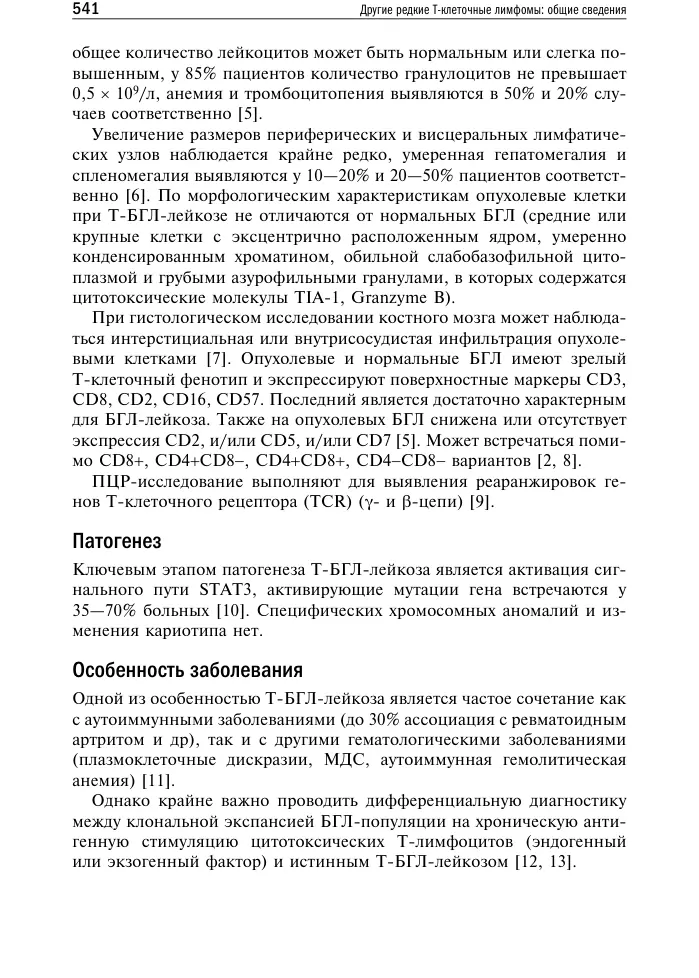 541
Другие редкие Т-клеточные лимфомы: общие сведения
общее количество лейкоцитов может быть нормальным или слегка по-
вышенным, у 85% пациентов количество гранулоцитов не превышает
0,5 × 10⁹/л, анемия и тромбоцитопения выявляются в 50% и 20% слу-
чаев соответственно [5].
Увеличение размеров периферических и висцеральных лимфатиче-
ских узлов наблюдается крайне редко, умеренная гепатомегалия и
спленомегалия выявляются у 10—20% и 20—50% пациентов соответст-
венно [6]. По морфологическим характеристикам опухолевые клетки
при Т-БГЛ-лейкозе не отличаются от нормальных БГЛ (средние или
крупные клетки с эксцентрично расположенным ядром, умеренно
конденсированным хроматином, обильной слабобазофильной цито-
плазмой и грубыми азурофильными гранулами, в которых содержатся
цитотоксические молекулы TIA-1, Granzyme B).
При гистологическом исследовании костного мозга может наблюда-
ться интерстициальная или внутрисосудистая инфильтрация опухоле-
выми клетками [7]. Опухолевые и нормальные БГЛ имеют зрелый
Т-клеточный фенотип и экспрессируют поверхностные маркеры CD3,
CD8, CD2, CD16, CD57. Последний является достаточно характерным
для БГЛ-лейкоза. Также на опухолевых БГЛ снижена или отсутствует
экспрессия CD2, и/или CD5, и/или CD7 [5]. Может встречаться поми-
мо CD8+, CD4+CD8–, CD4+CD8+, CD4–CD8– вариантов [2, 8].
ПЦР-исследование выполняют для выявления реаранжировок ге-
нов Т-клеточного рецептора (TCR) (γ- и β-цепи) [9].
Патогенез
Ключевым этапом патогенеза Т-БГЛ-лейкоза является активация сиг-
нального пути STAT3, активирующие мутации гена встречаются у
35—70% больных [10]. Специфических хромосомных аномалий и из-
менения кариотипа нет.
Особенность заболевания
Одной из особенностью Т-БГЛ-лейкоза является частое сочетание как
с аутоиммунными заболеваниями (до 30% ассоциация с ревматоидным
артритом и др), так и с другими гематологическими заболеваниями
(плазмоклеточные дискразии, МДС, аутоиммунная гемолитическая
анемия) [11].
Однако крайне важно проводить дифференциальную диагностику
между клональной экспансией БГЛ-популяции на хроническую анти-
генную стимуляцию цитотоксических Т-лимфоцитов (эндогенный
или экзогенный фактор) и истинным Т-БГЛ-лейкозом [12, 13].